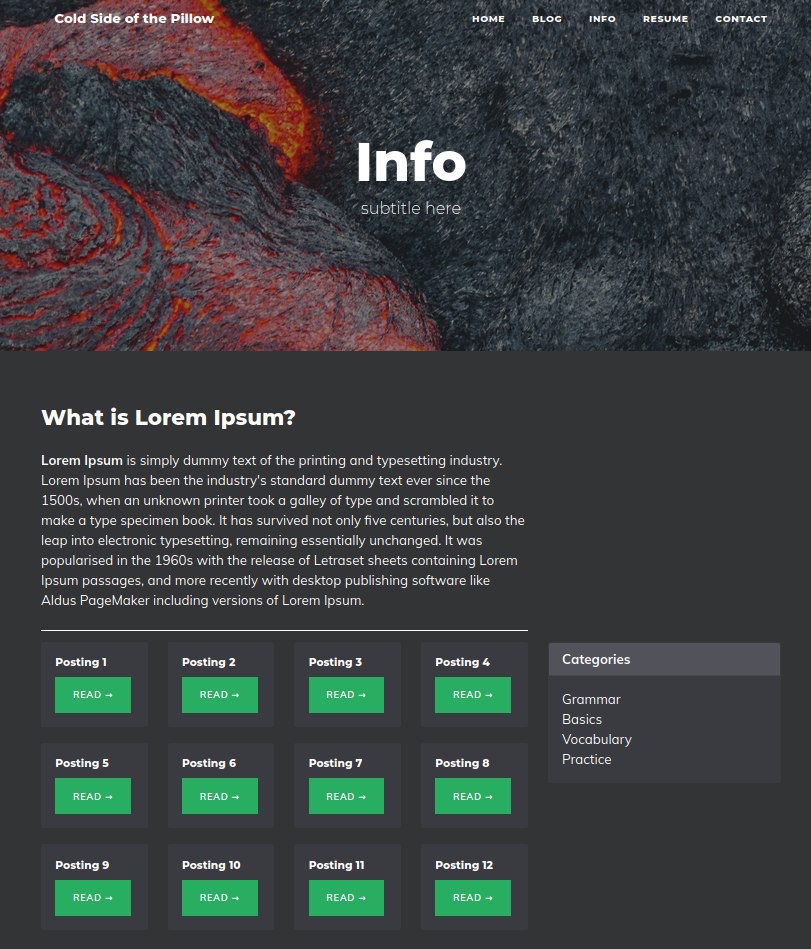 Cold Side of the Pillow
HOME BLOG INFO RESUME CONTACT
Info
subtitle here
What is Lorem Ipsum?
Lorem Ipsum is simply dummy text of the printing and typesetting industry.
Lorem Ipsum has been the industry's standard dummy text ever since the
1500s, when an unknown printer took a galley of type and scrambled it to
make a type specimen book. It has survived not only five centuries, but also the
leap into electronic typesetting, remaining essentially unchanged. It was
popularised in the 1960s with the release of Letraset sheets containing Lorem
Ipsum passages, and more recently with desktop publishing software like
Aldus PageMaker including versions of Lorem Ipsum.
Posting 1 Posting 2 Posting 3 Posting 4
READ → READ → READ → READ →
Posting 5 Posting 6 Posting 7 Posting 8
READ → READ → READ → READ →
Posting 9 Posting 10 Posting 11 Posting 12
READ → READ → READ → READ →
Categories
Grammar
Basics
Vocabulary
Practice